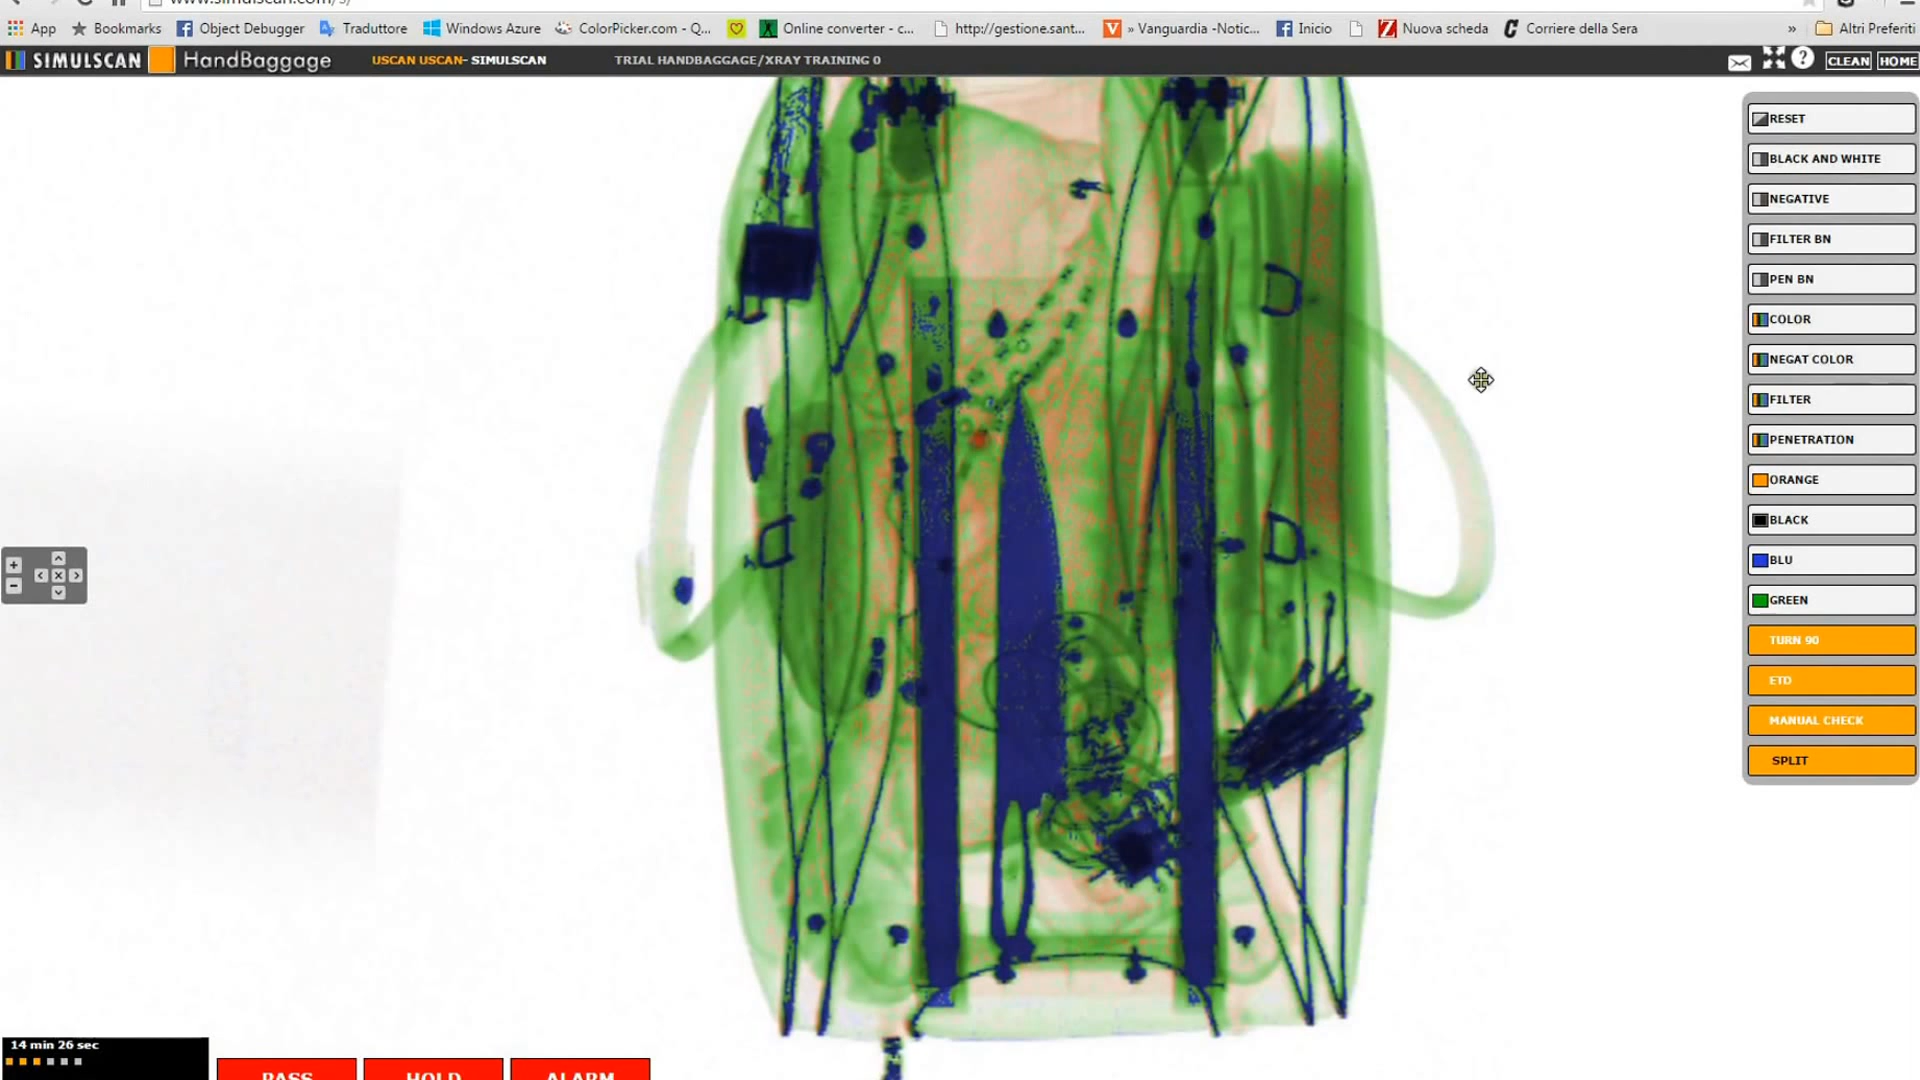 www.simulscan.com/s/
App Bookmarks Object Debugger Traduttore Windows Azure ColorPicker.com - Q... Online converter - c... http://gestione.sant... » Vanguardia -Notic... Inicio Nuova scheda Corriere della Sera » Altri Preferiti
SIMULSCAN HandBaggage USCAN USCAN- SIMULSCAN TRIAL HANDBAGGAGE/XRAY TRAINING 0 ? CLEAN HOME
RESET
BLACK AND WHITE
NEGATIVE
FILTER BN
PEN BN
COLOR
NEGAT COLOR
FILTER
PENETRATION
ORANGE
BLACK
BLU
GREEN
TURN 90
ETD
MANUAL CHECK
SPLIT
14 min 26 sec
PASS HOLD ALARM